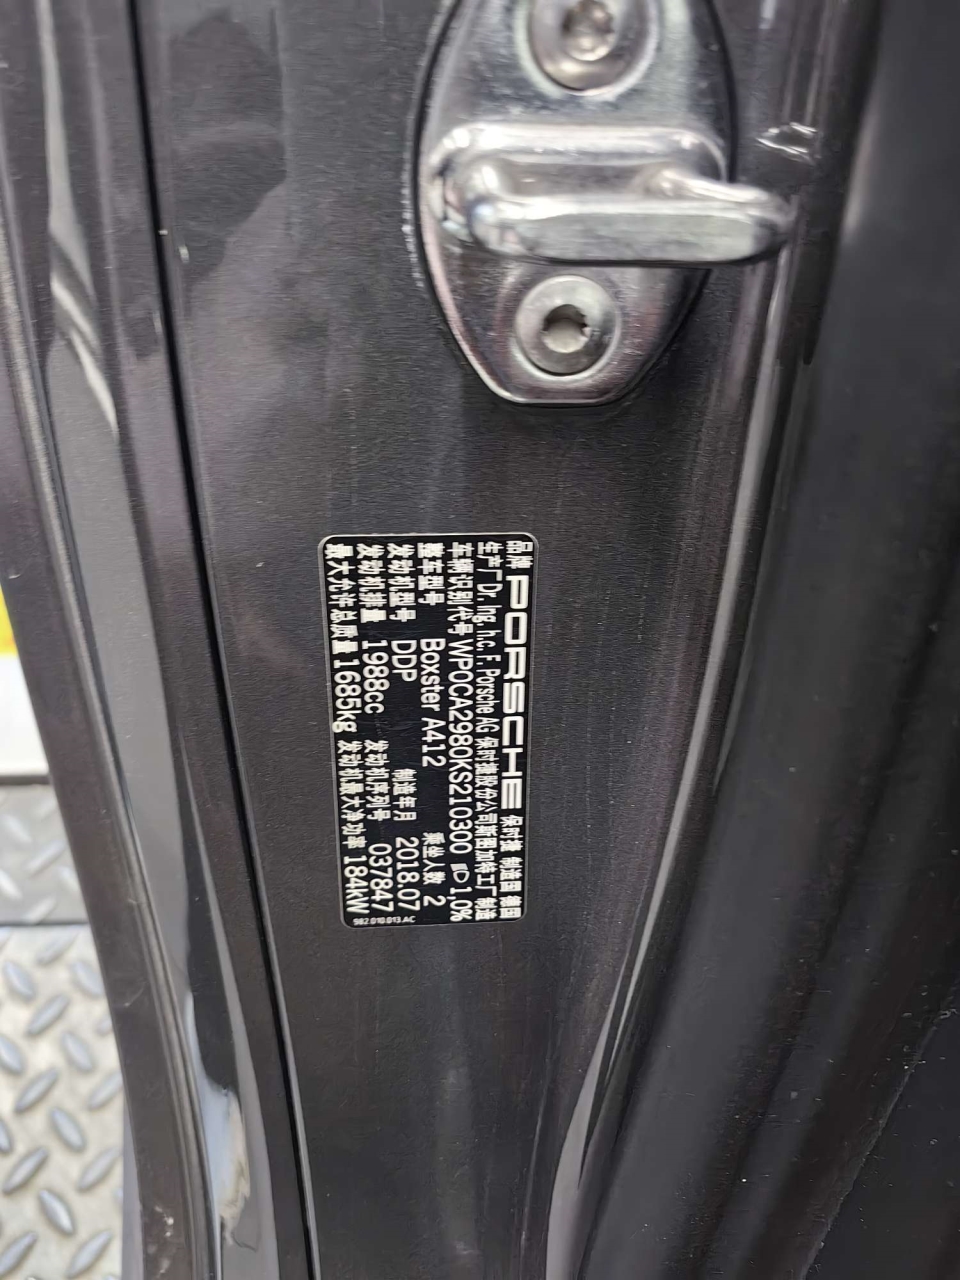 品牌 PORSCHE 保时捷 制造国 德国
生产厂 Dr. Ing. h.c. F. Porsche AG 保时捷股份公司斯图加特工厂 制造
车辆识别代号 WP0CA2980KS210300 1,0%
整车型号 Boxster A412 乘坐人数 2
发动机型号 DDP 制造年月 2018.07
发动机排量 1988cc 发动机序列号 037847
最大允许总质量 1685kg 发动机最大净功率 184kW
982.010.013.AC